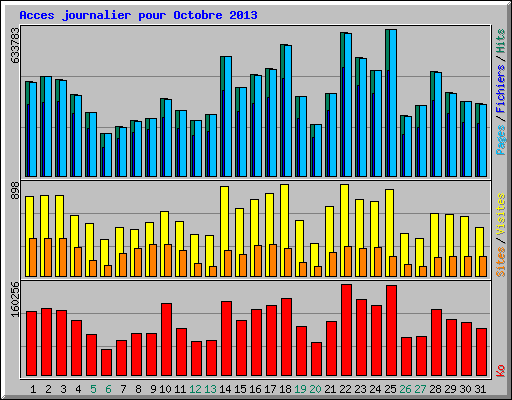 Acces journalier pour Octobre 2013
633783
Pages / Fichiers / Hits
898
Sites / Visites
160256
Ko
1 2 3 4 5 6 7 8 9 10 11 12 13 14 15 16 17 18 19 20 21 22 23 24 25 26 27 28 29 30 31